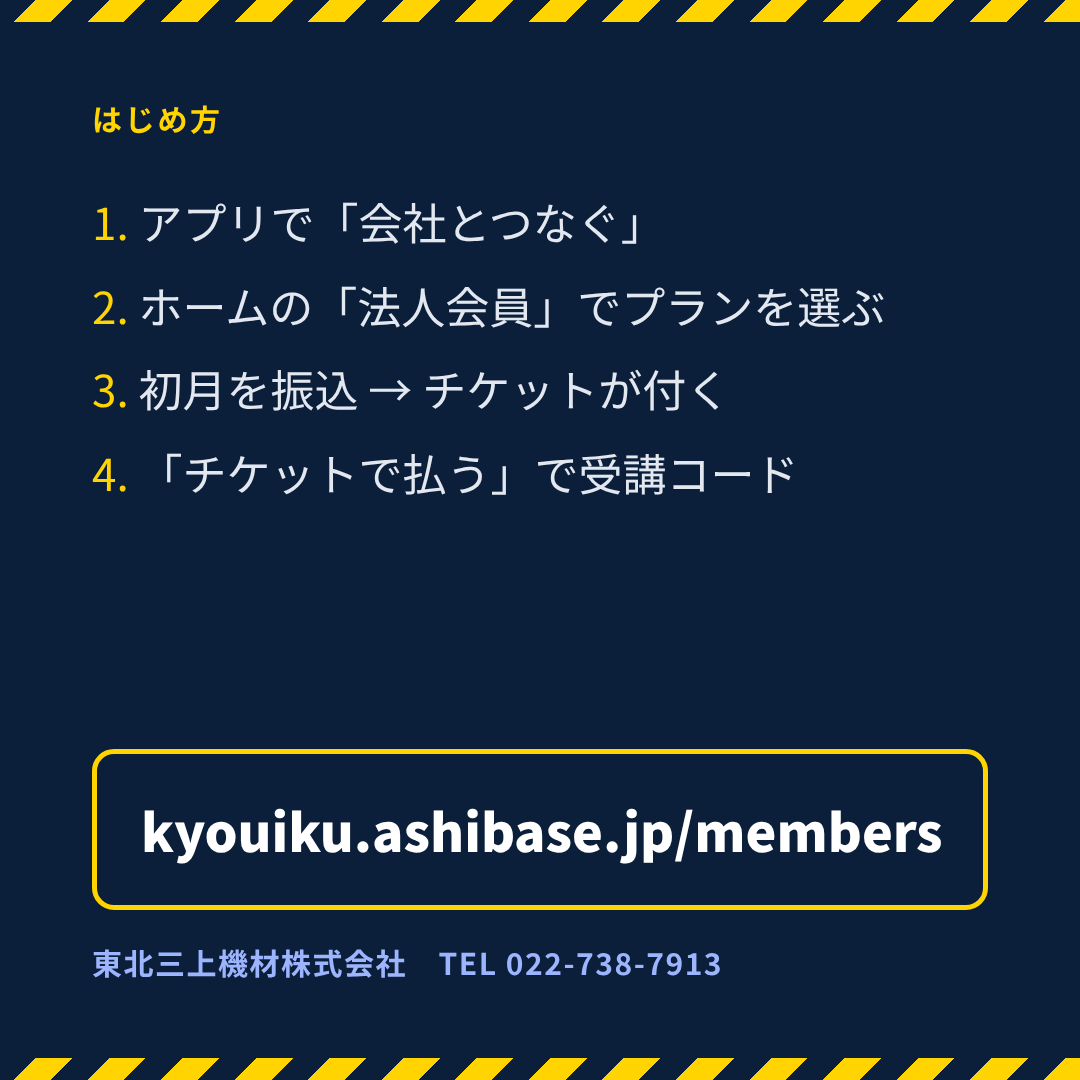 はじめ方
1. アプリで「会社とつなぐ」
2. ホームの「法人会員」でプランを選ぶ
3. 初月を振込 → チケットが付く
4. 「チケットで払う」で受講コード
kyouiku.ashibase.jp/members
東北三上機材株式会社　TEL 022-738-7913